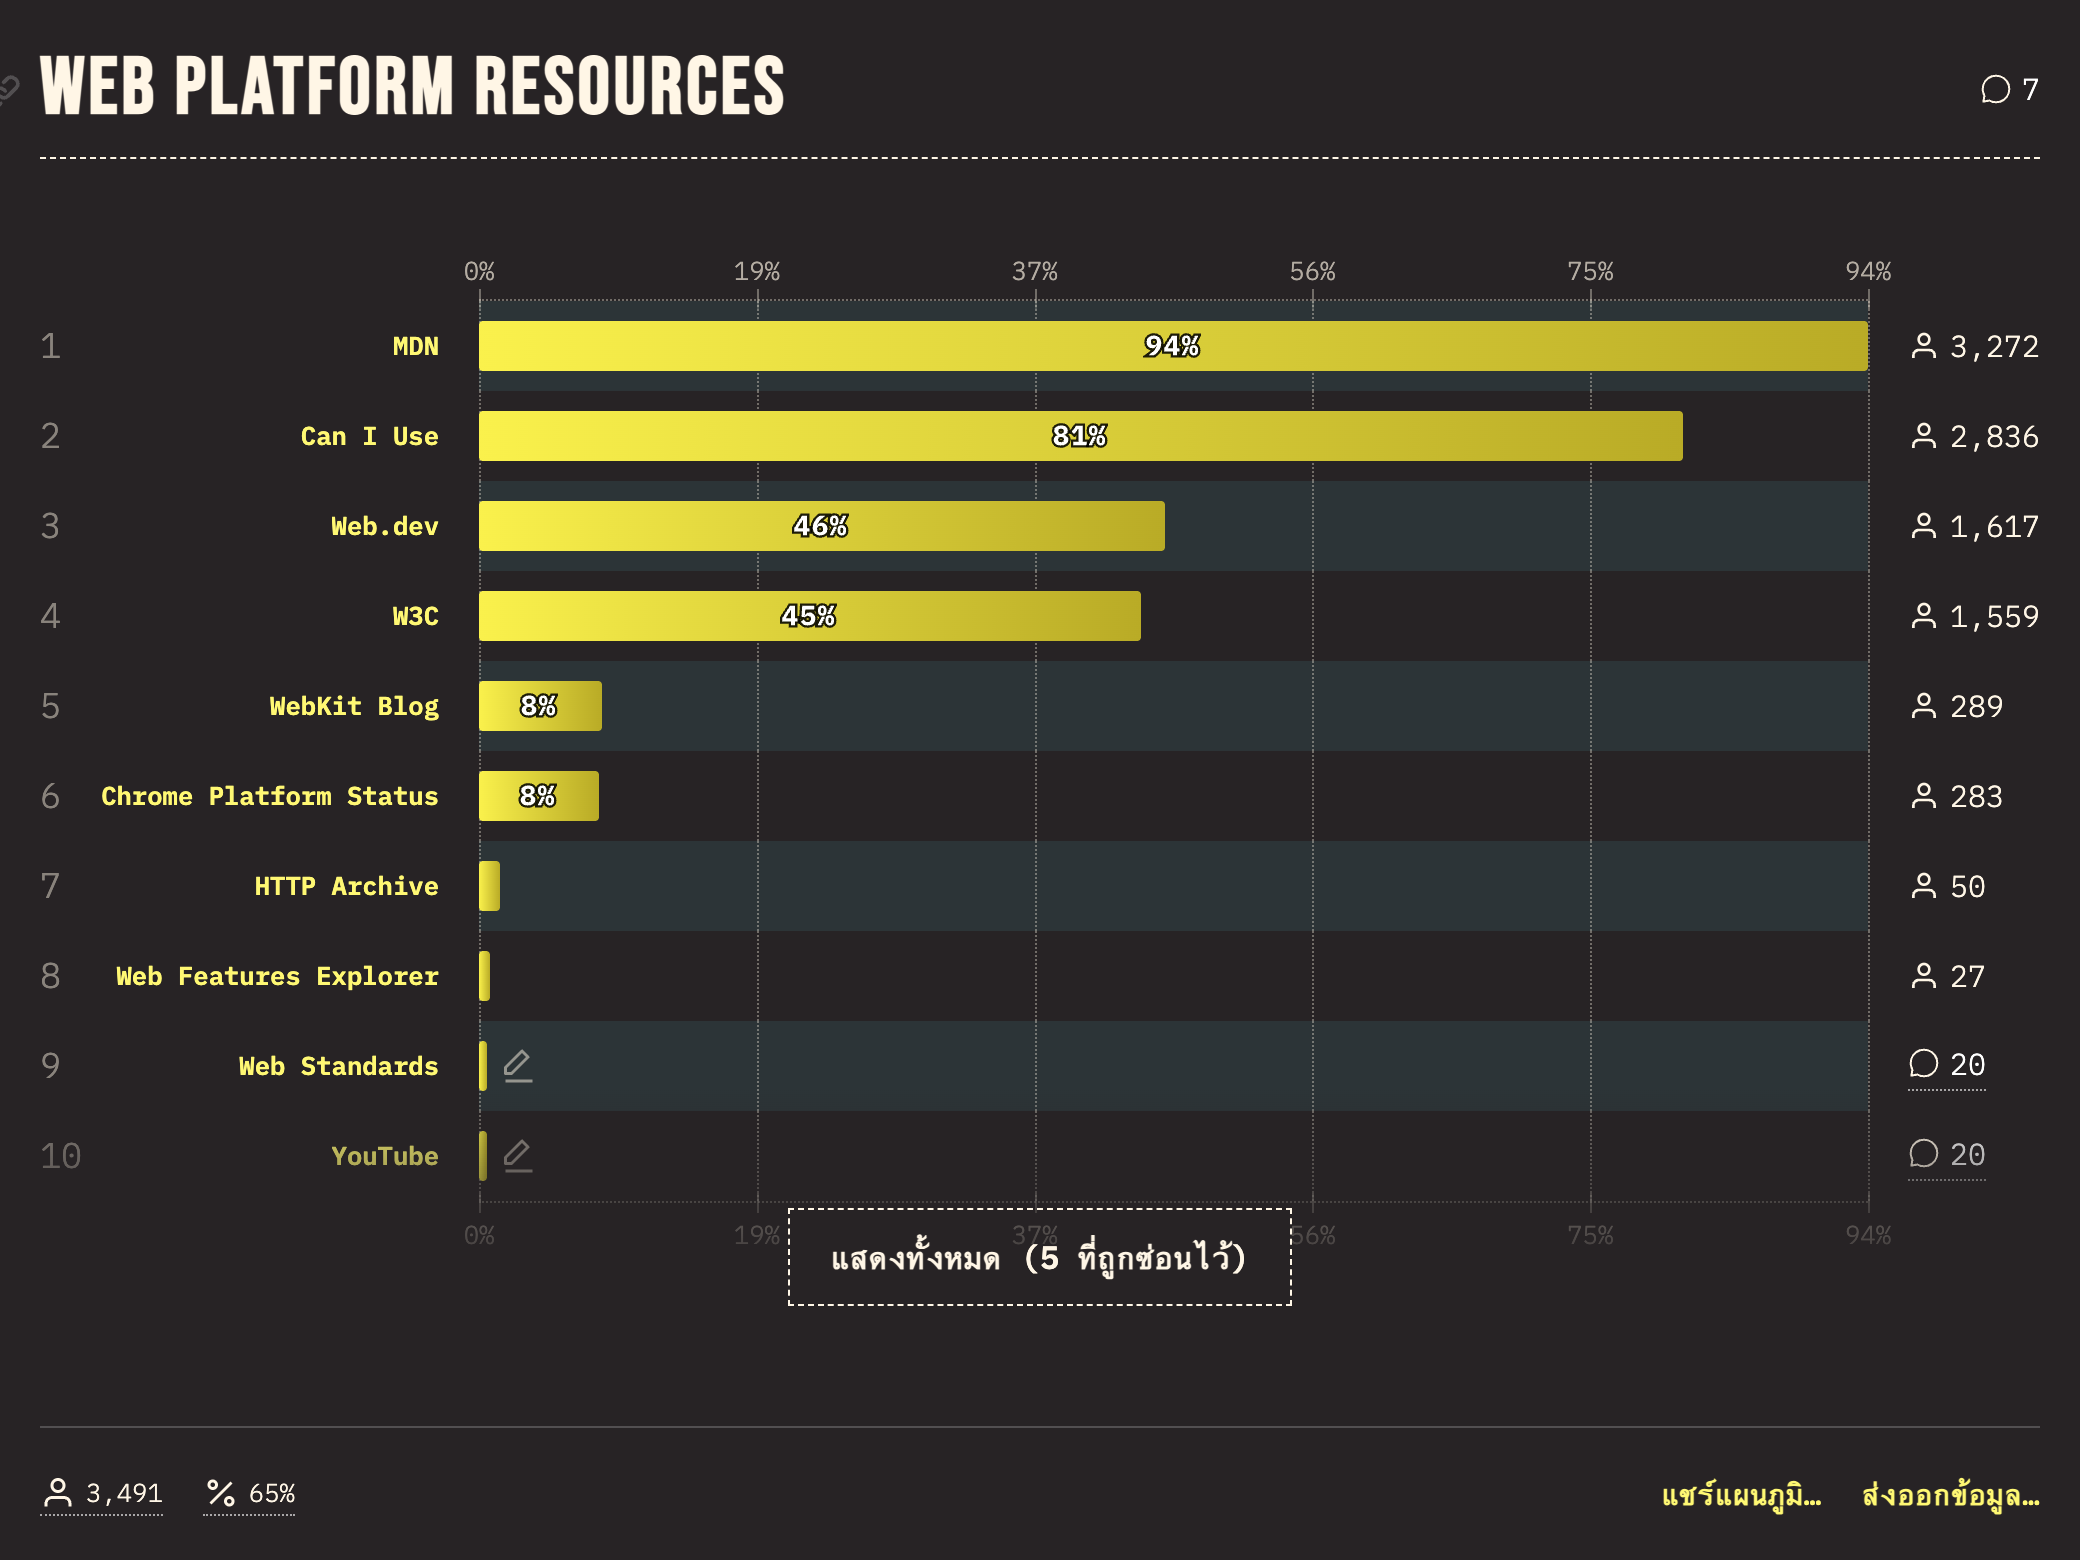 WEB PLATFORM RESOURCES
7
0% 19% 37% 56% 75% 94%
1 MDN 94% 3,272
2 Can I Use 81% 2,836
3 Web.dev 46% 1,617
4 W3C 45% 1,559
5 WebKit Blog 8% 289
6 Chrome Platform Status 8% 283
7 HTTP Archive 50
8 Web Features Explorer 27
9 Web Standards 20
10 YouTube 20
0% 19% 37% 56% 75% 94%
แสดงทั้งหมด (5 ที่ถูกซ่อนไว้)
3,491 65% แชร์แผนภูมิ… ส่งออกข้อมูล…